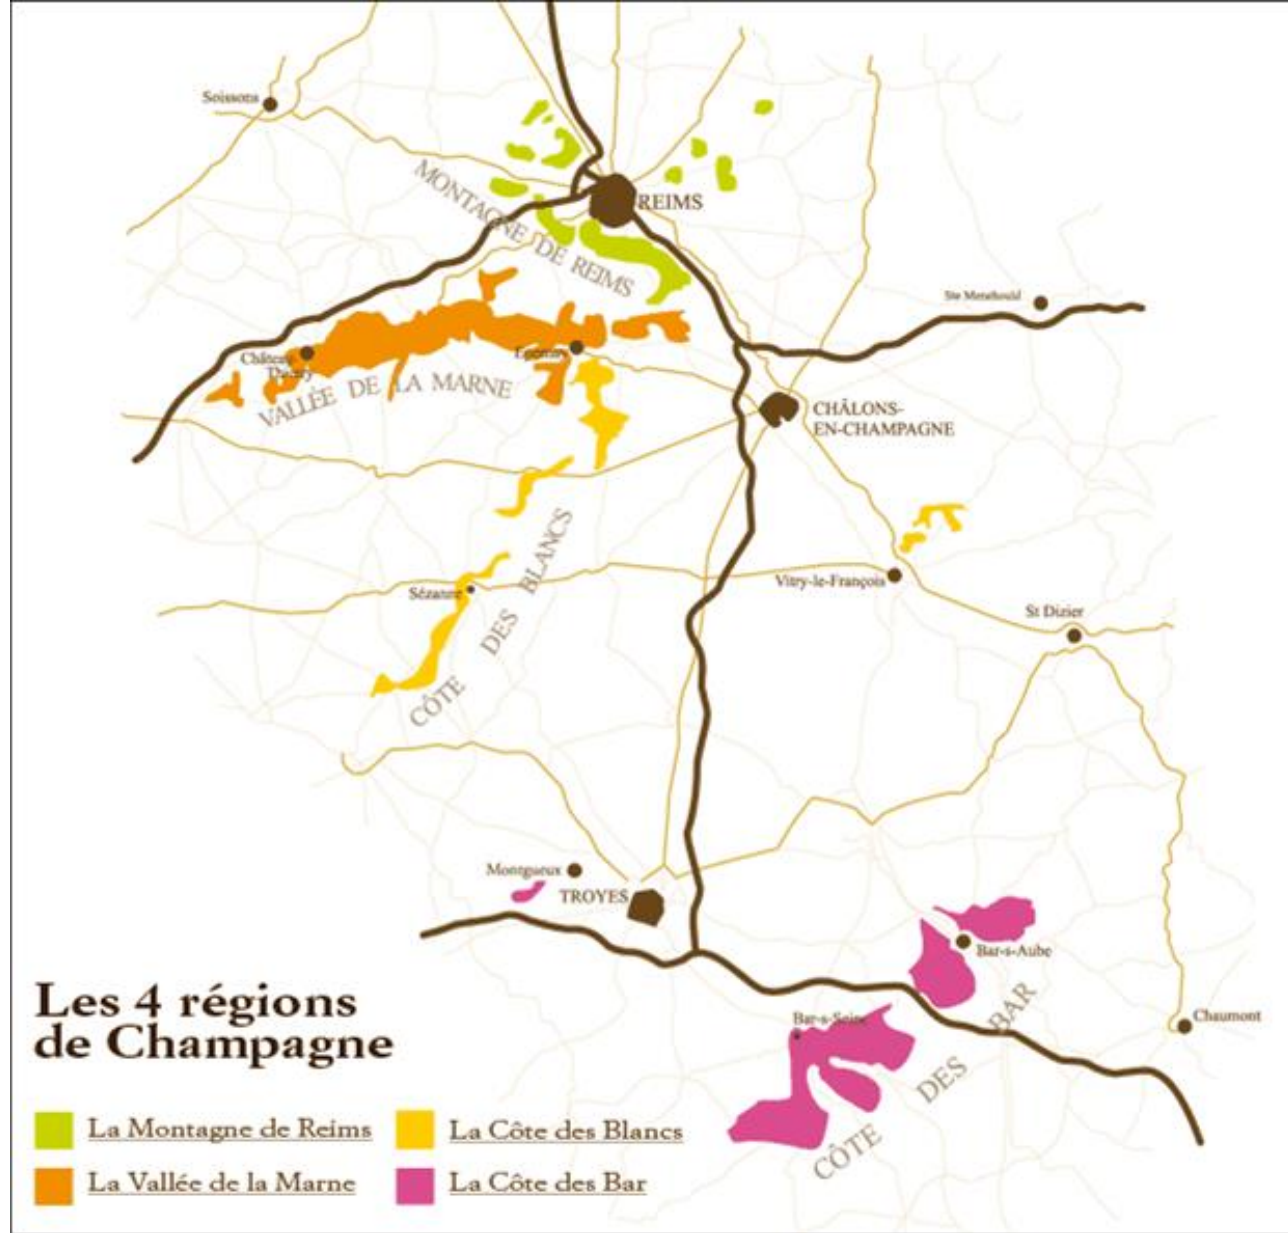 Soissons
MONTAGNE DE REIMS
REIMS
Ste Menehould
Château
Thierry
Epernay
VALLÉE DE LA MARNE
CHÂLONS-
EN-CHAMPAGNE
CÔTE DES BLANCS
Sézanne
Vitry-le-François
St Dizier
Montgueux
TROYES
Bar-s-Aube
Bar-s-Seine
CÔTE DES BAR
Chaumont
Les 4 régions
de Champagne
La Montagne de Reims
La Côte des Blancs
La Vallée de la Marne
La Côte des Bar